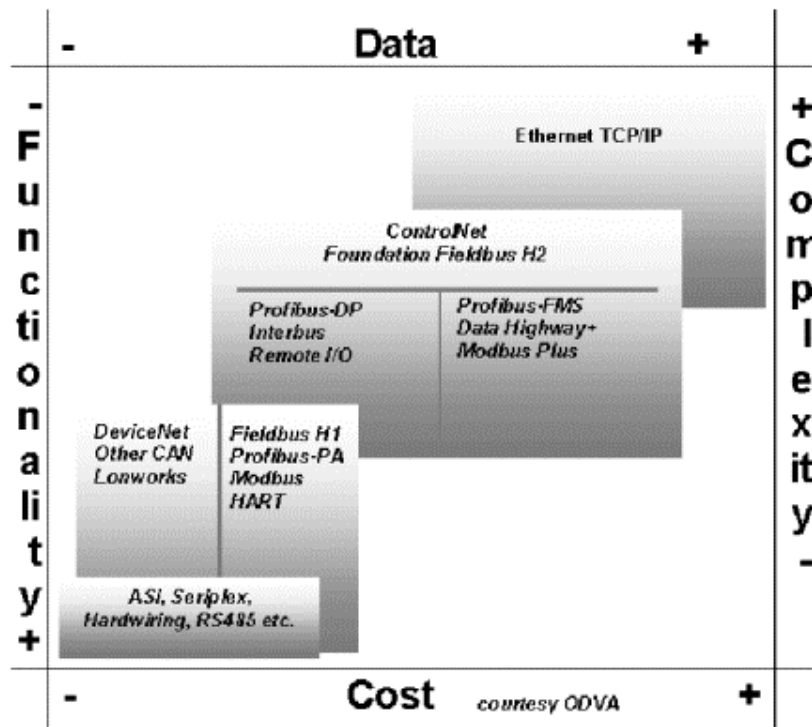 - Data +
- Functionality +
+ Complexity -
Ethernet TCP/IP
ControlNet
Foundation Fieldbus H2
Profibus-DP
Interbus
Remote I/O
Profibus-FMS
Data Highway+
Modbus Plus
DeviceNet
Other CAN
Lonworks
Fieldbus H1
Profibus-PA
Modbus
HART
ASi, Seriplex,
Hardwiring, RS485 etc.
- Cost courtesy ODVA +